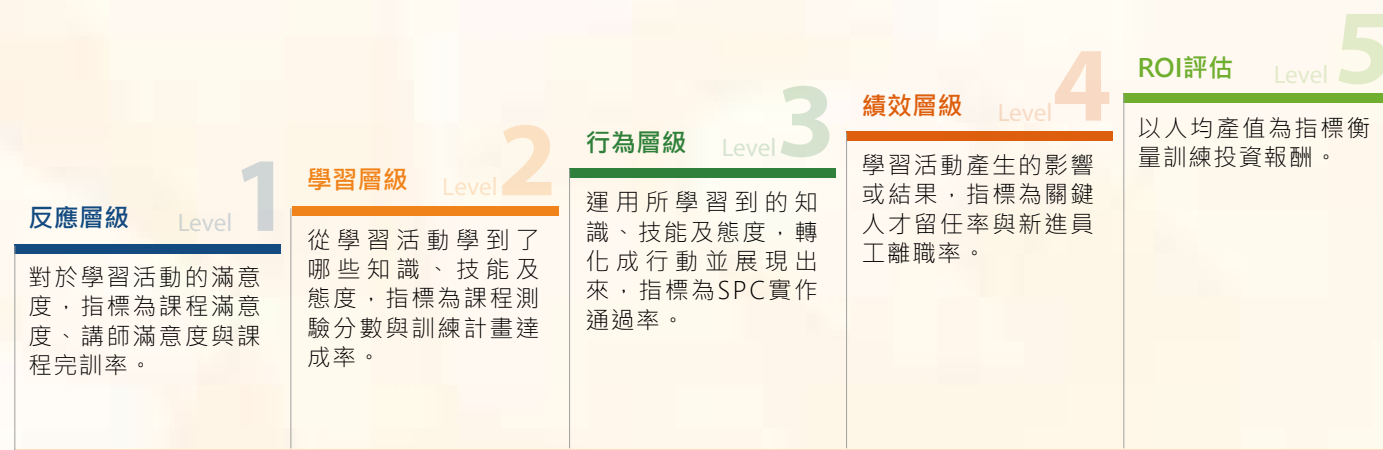 反應層級 Level 1
對於學習活動的滿意
度，指標為課程滿意
度、講師滿意度與課
程完訓率。
學習層級 Level 2
從學習活動學到了
哪些知識、技能及
態度，指標為課程測
驗分數與訓練計畫達
成率。
行為層級 Level 3
運用所學習到的知
識、技能及態度，轉
化成行動並展現出
來，指標為SPC實作
通過率。
績效層級 Level 4
學習活動產生的影響
或結果，指標為關鍵
人才留任率與新進員
工離職率。
ROI評估 Level 5
以人均產值為指標衡
量訓練投資報酬。